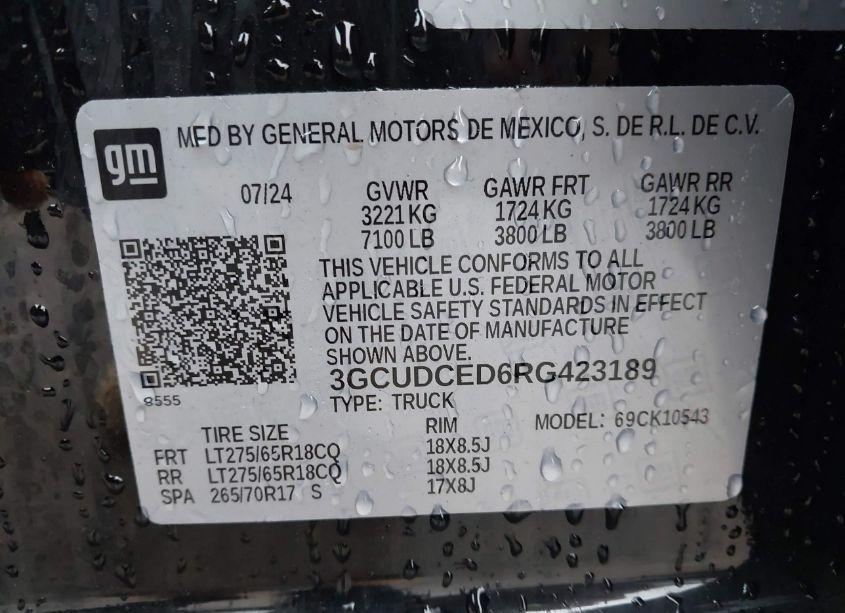 gm
MFD BY GENERAL MOTORS DE MEXICO, S. DE R.L. DE C.V.
07/24 GVWR GAWR FRT GAWR RR
3221 KG 1724 KG 1724 KG
7100 LB 3800 LB 3800 LB
THIS VEHICLE CONFORMS TO ALL
APPLICABLE U.S. FEDERAL MOTOR
VEHICLE SAFETY STANDARDS IN EFFECT
ON THE DATE OF MANUFACTURE
SHOWN ABOVE.
3GCUDCED6RG423189
8555
TYPE: TRUCK
TIRE SIZE RIM MODEL: 69CK10543
FRT LT275/65R18CQ 18X8.5J
RR LT275/65R18CQ 18X8.5J
SPA 265/70R17 S 17X8J